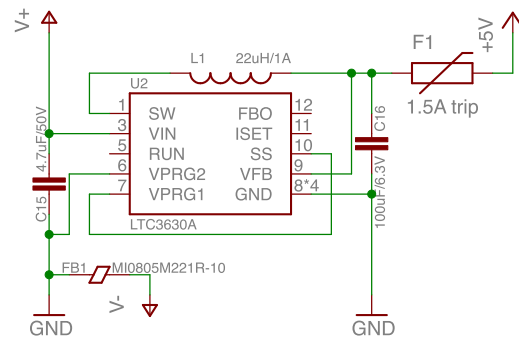 V+
F1
+5V
L1 22uH/1A
U2
1.5A trip
1 SW FBO 12
3 VIN ISET 11
5 RUN SS 10
6 VPRG2 VFB 9
7 VPRG1 GND 8*4
4.7uF/50V
C15
C16
100uF/6.3V
LTC3630A
FB1 MI0805M221R-10
V-
GND
GND